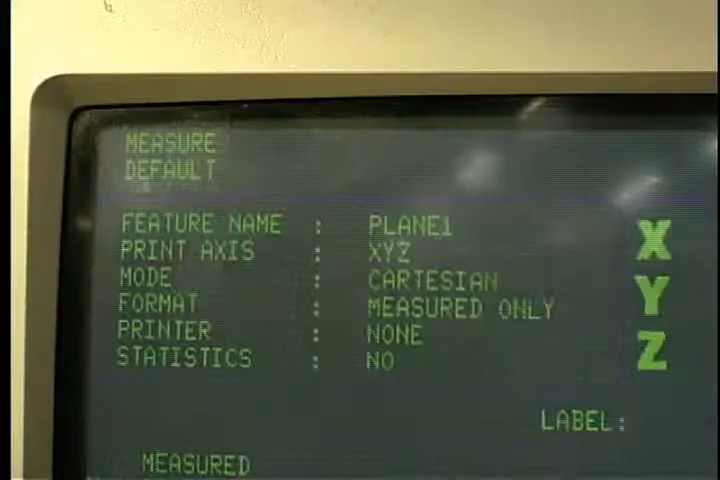 MEASURE
DEFAULT
FEATURE NAME : PLANE1
PRINT AXIS : XYZ
MODE : CARTESIAN
FORMAT : MEASURED ONLY
PRINTER : NONE
STATISTICS : NO
X
Y
Z
LABEL:
MEASURED